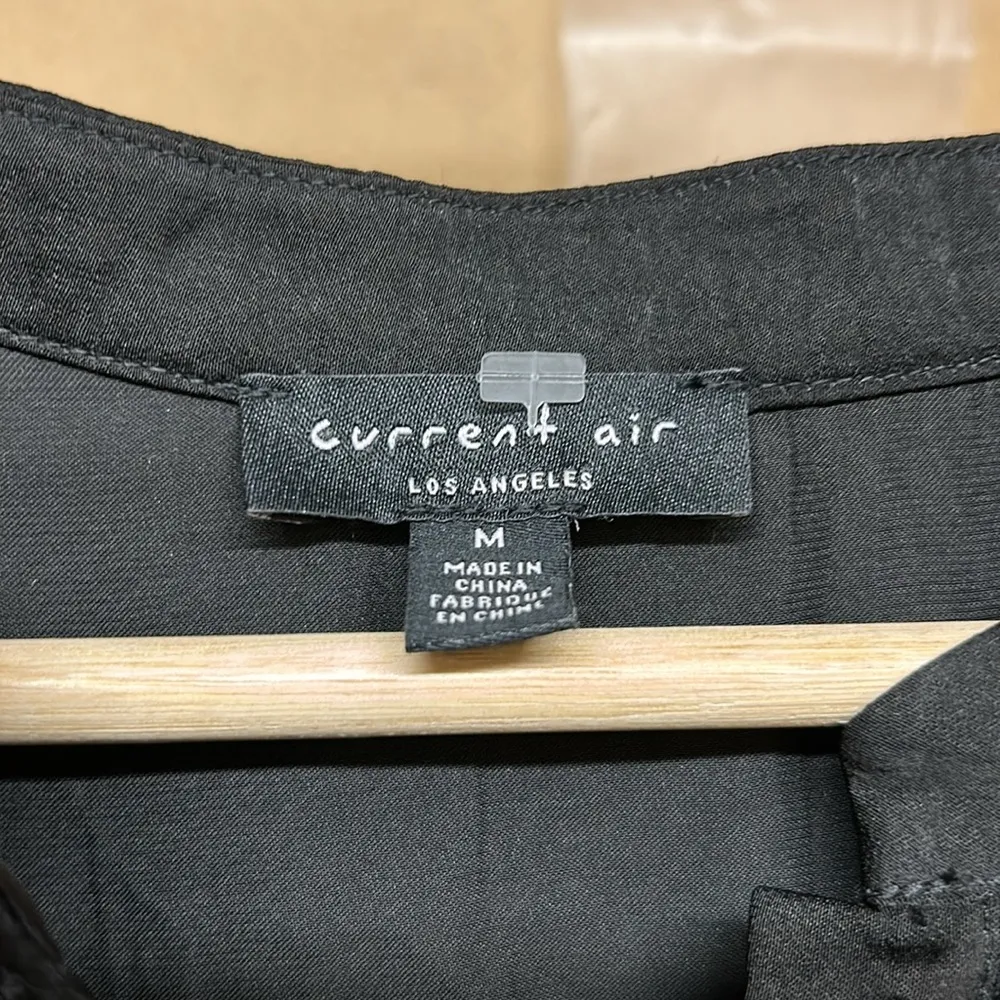 current air
LOS ANGELES
M
MADE IN
CHINA
FABRIQUE
EN CHINE